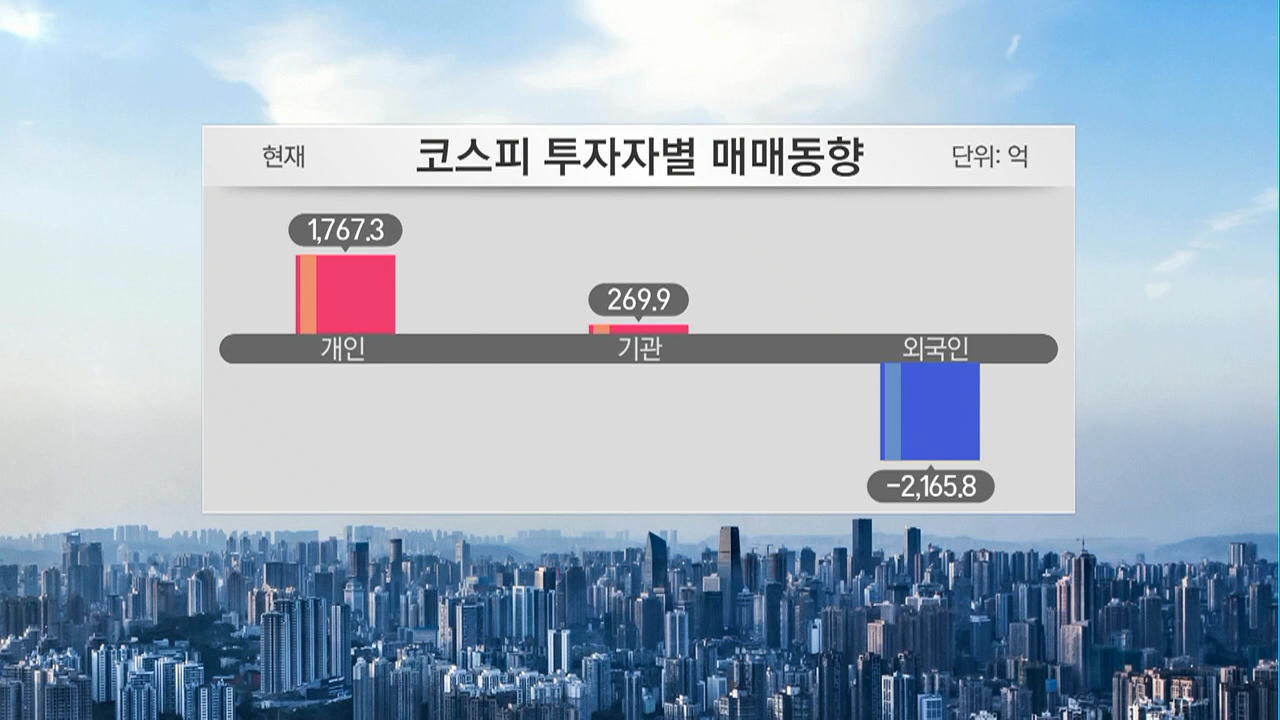 현재 코스피 투자자별 매매동향 단위: 억
1,767.3
269.9
개인 기관 외국인
-2,165.8